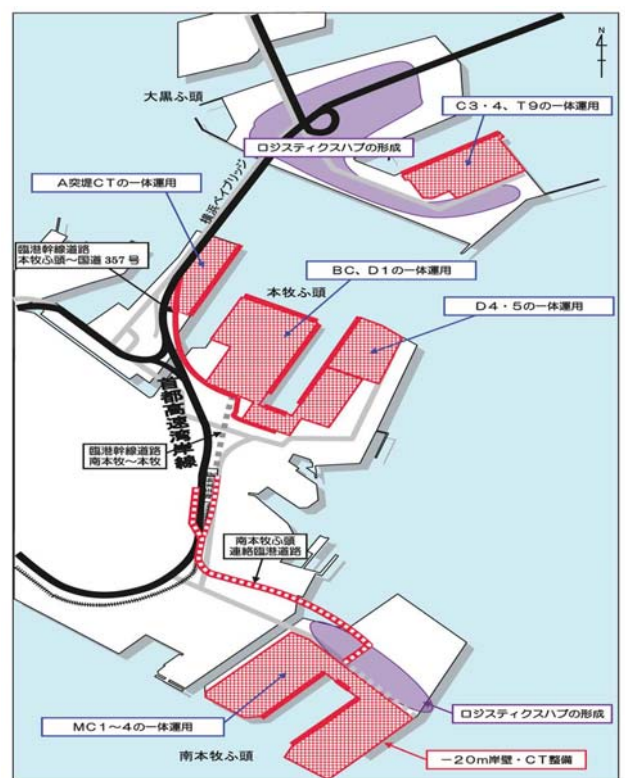 N
大黒ふ頭
C3・4、T9の一体運用
ロジスティクスハブの形成
A突堤CTの一体運用
横浜ベイブリッジ
臨港幹線道路
本牧ふ頭~国道357号
BC、D1の一体運用
本牧ふ頭
D4・5の一体運用
首都高速湾岸線
臨港幹線道路
南本牧~本牧
南本牧ふ頭
連絡臨港道路
MC1~4の一体運用
ロジスティクスハブの形成
南本牧ふ頭
-20m岸壁・CT整備